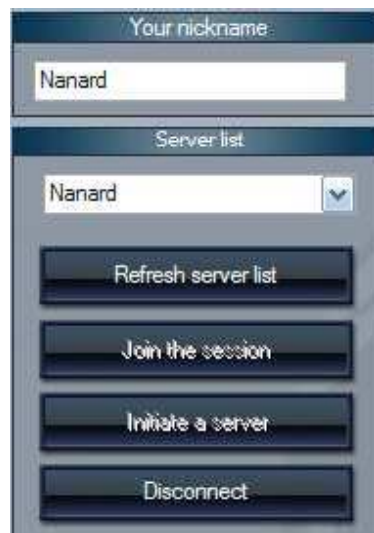 Your nickname
Nanard
Server list
Nanard
Refresh server list
Join the session
Initiate a server
Disconnect